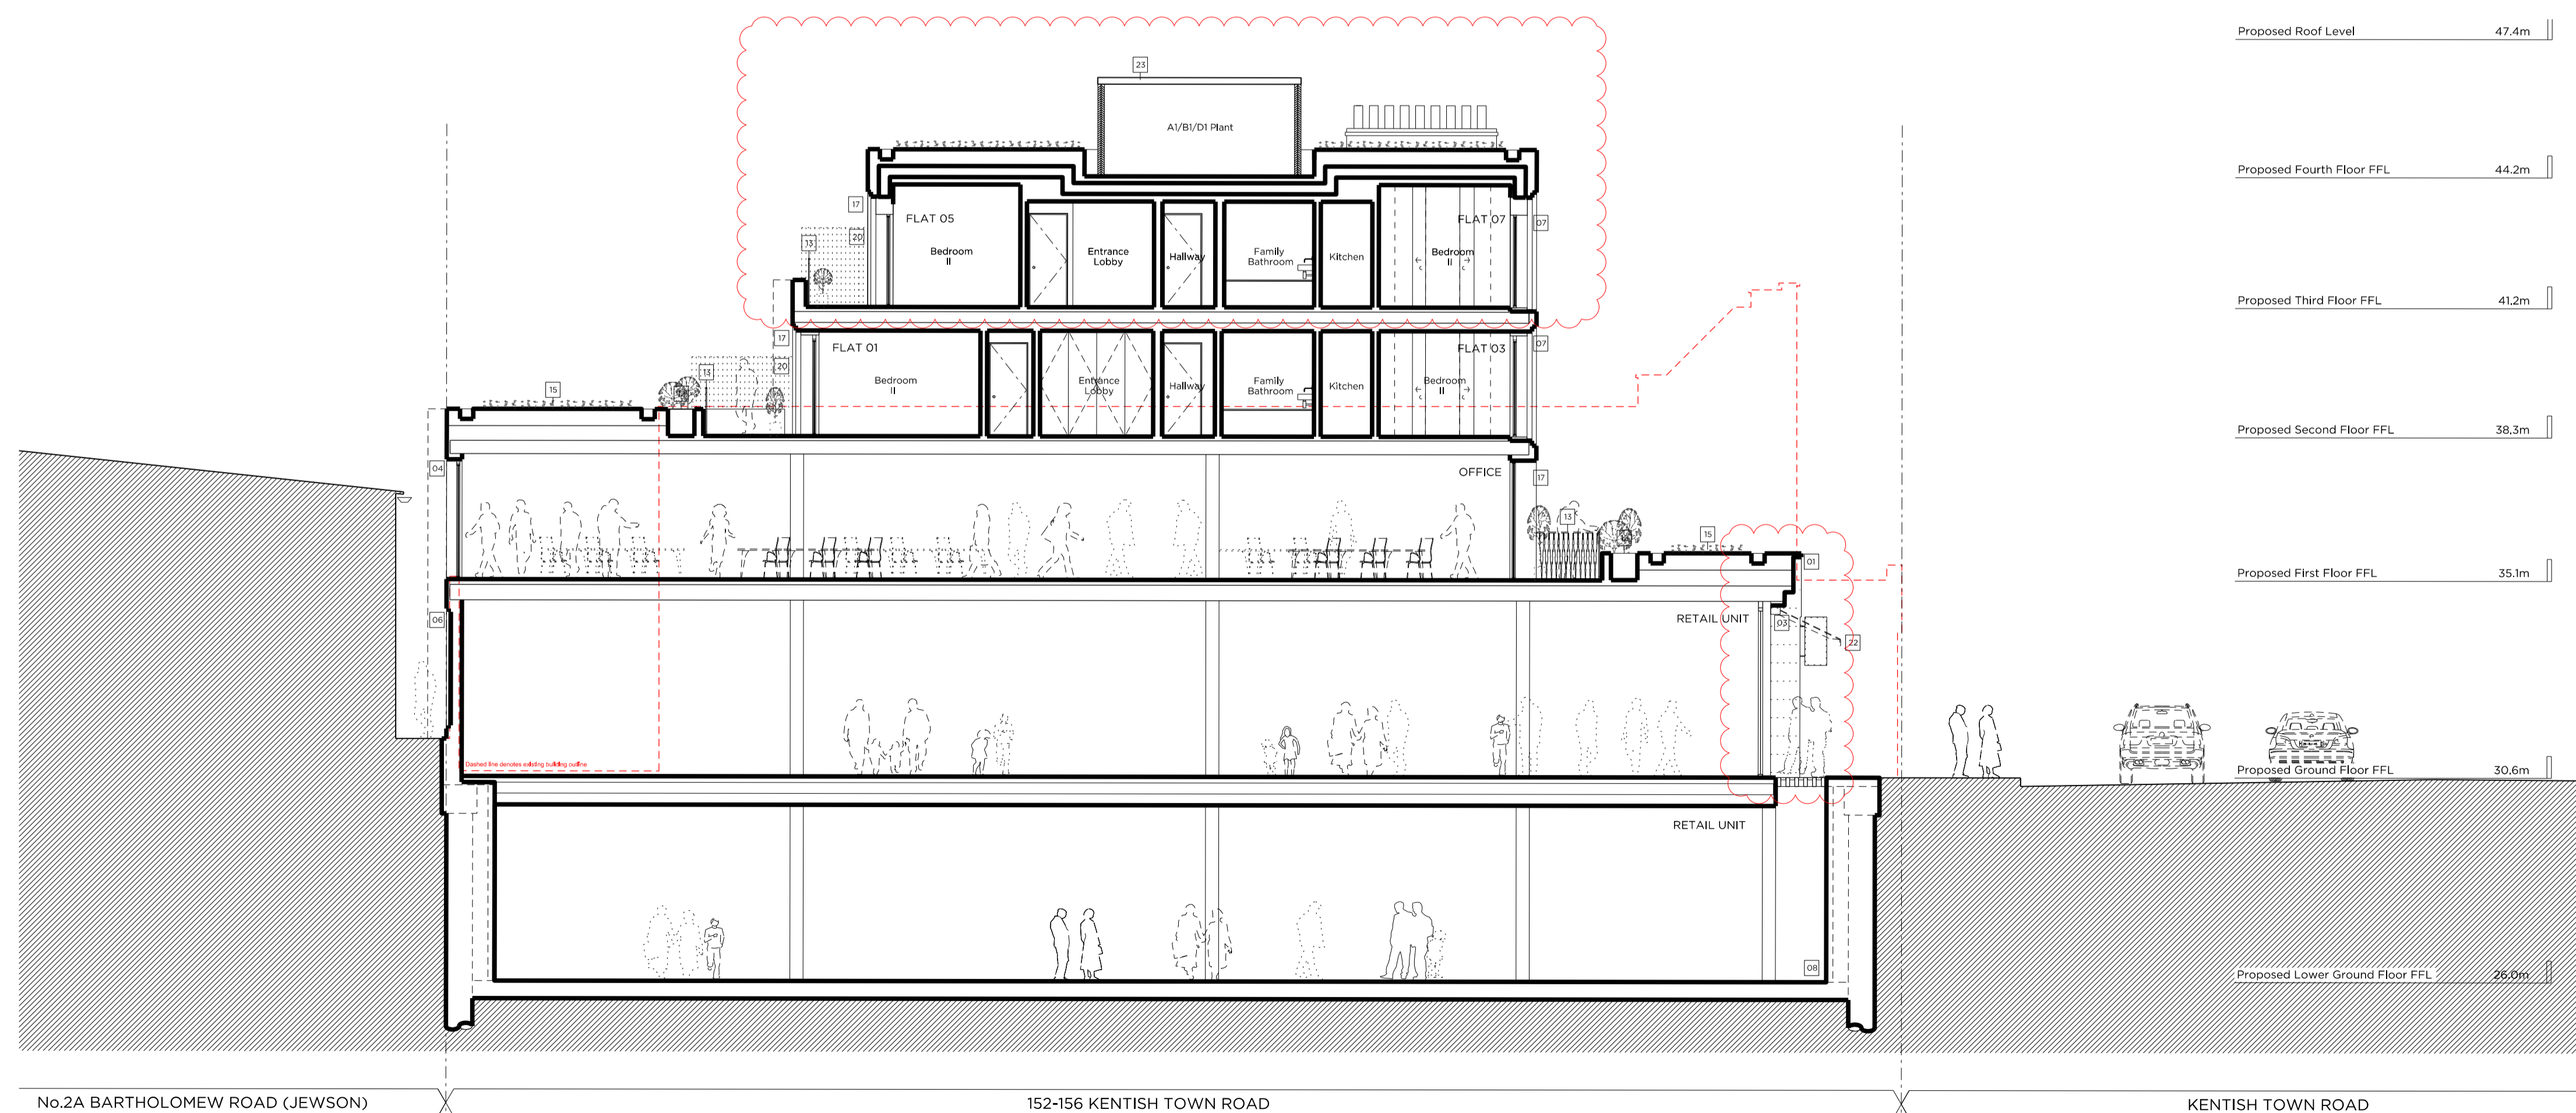 Proposed Roof Level 47.4m
23
A1/B1/D1 Plant
Proposed Fourth Floor FFL 44.2m
17
FLAT 05
FLAT 07
07
20
13
Bedroom
II
Entrance
Lobby
Hallway
Family
Bathroom
Kitchen
Bedroom
II
Proposed Third Floor FFL 41.2m
17
FLAT 01
FLAT 03
07
20
13
15
Bedroom
II
Entrance
Lobby
Hallway
Family
Bathroom
Kitchen
Bedroom
II
Proposed Second Floor FFL 38.3m
04
OFFICE
17
13
15
01
Proposed First Floor FFL 35.1m
06
RETAIL UNIT
03
22
Dashed line denotes existing building outline
Proposed Ground Floor FFL 30.6m
RETAIL UNIT
08
Proposed Lower Ground Floor FFL 26.0m
No.2A BARTHOLOMEW ROAD (JEWSON)
152-156 KENTISH TOWN ROAD
KENTISH TOWN ROAD